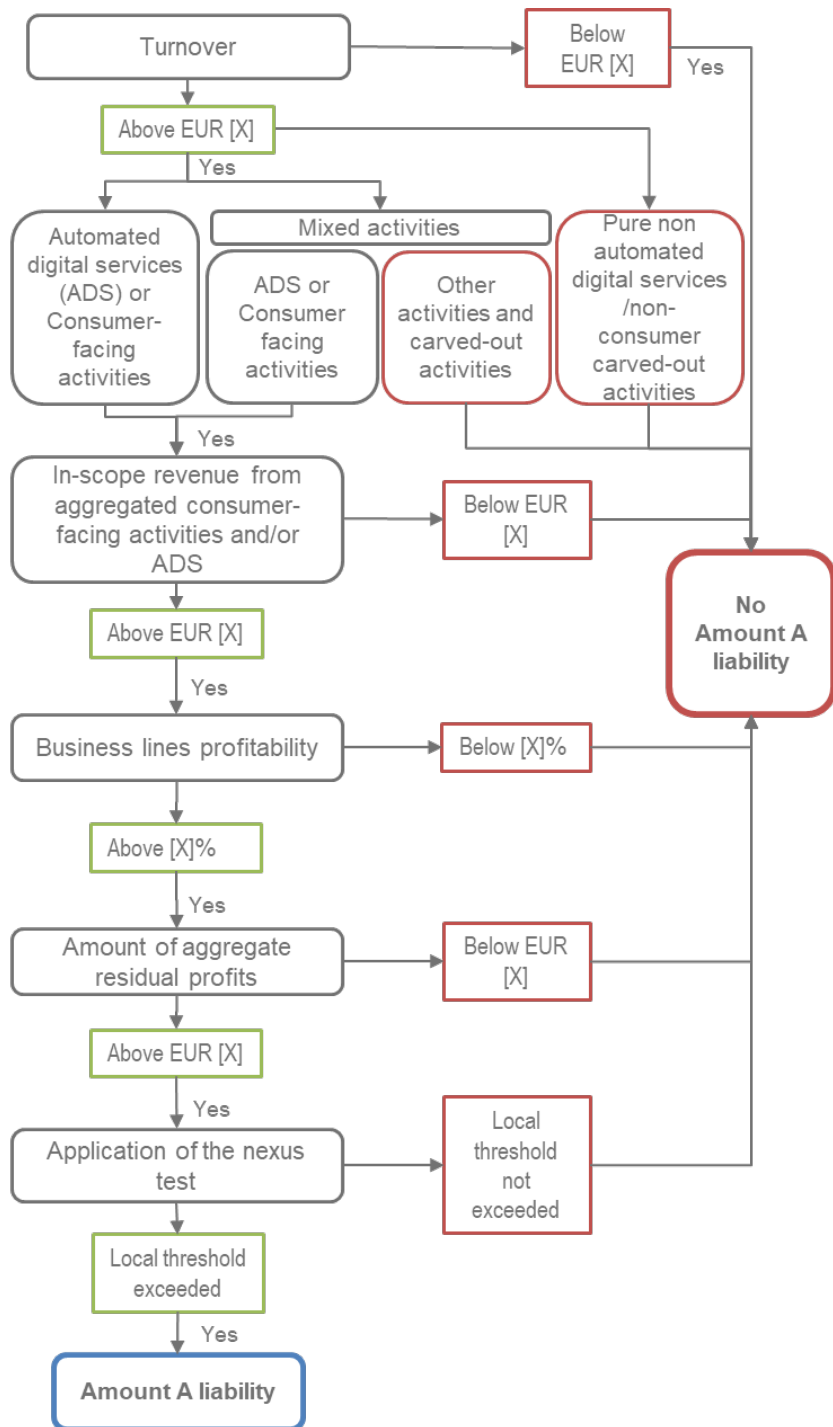 Turnover
Below
EUR [X]
Yes
Above EUR [X]
Yes
Automated
digital services
(ADS) or
Consumer-
facing
activities
Mixed activities
ADS or
Consumer
facing
activities
Other
activities and
carved-out
activities
Pure non
automated
digital services
/non-
consumer
carved-out
activities
Yes
In-scope revenue from
aggregated consumer-
facing activities and/or
ADS
Below EUR
[X]
No
Amount A
liability
Above EUR [X]
Yes
Business lines profitability
Below [X]%
Above [X]%
Yes
Amount of aggregate
residual profits
Below EUR
[X]
Above EUR [X]
Yes
Application of the nexus
test
Local
threshold
not
exceeded
Local threshold
exceeded
Yes
Amount A liability